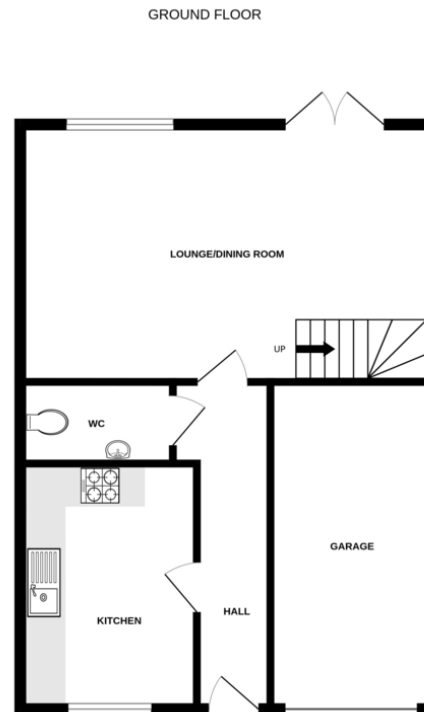 GROUND FLOOR
LOUNGE/DINING ROOM
UP
WC
GARAGE
HALL
KITCHEN